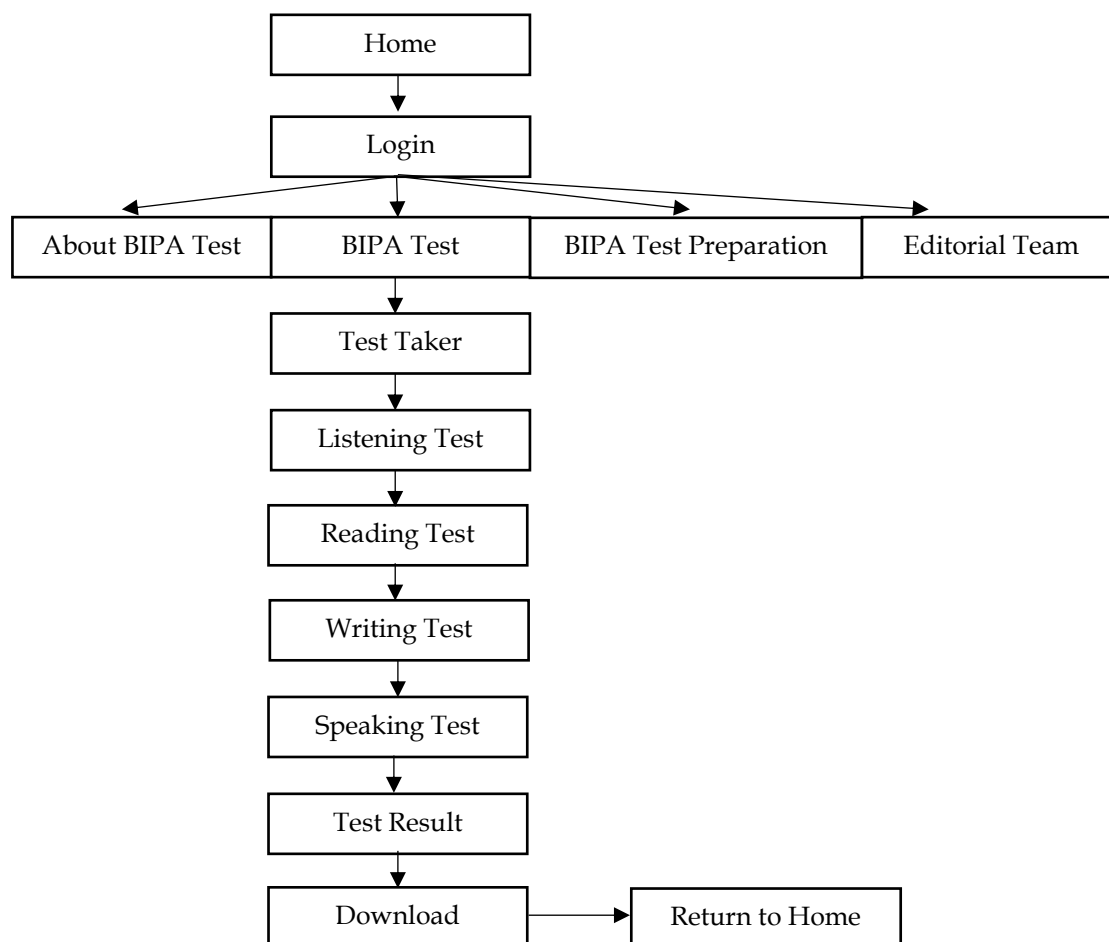 Home
Login
About BIPA Test
BIPA Test
BIPA Test Preparation
Editorial Team
Test Taker
Listening Test
Reading Test
Writing Test
Speaking Test
Test Result
Download
Return to Home